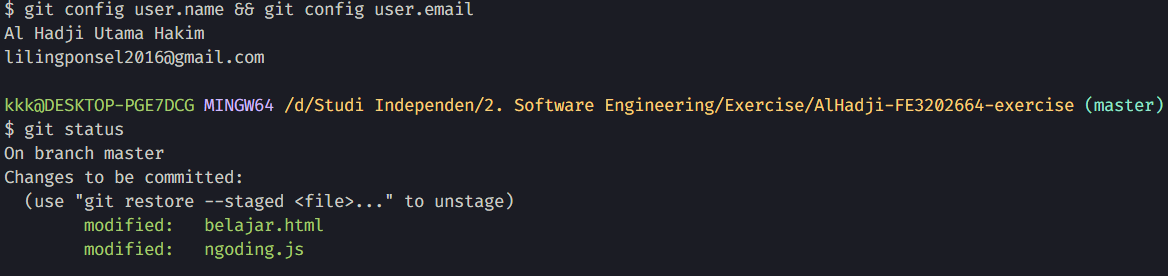 $ git config user.name && git config user.email
Al Hadji Utama Hakim
lilingponsel2016@gmail.com
kkk@DESKTOP-PGE7DCG MINGW64 /d/Studi Independen/2. Software Engineering/Exercise/AlHadji-FE3202664-exercise (master)
$ git status
On branch master
Changes to be committed:
  (use "git restore --staged <file>..." to unstage)
        modified:   belajar.html
        modified:   ngoding.js